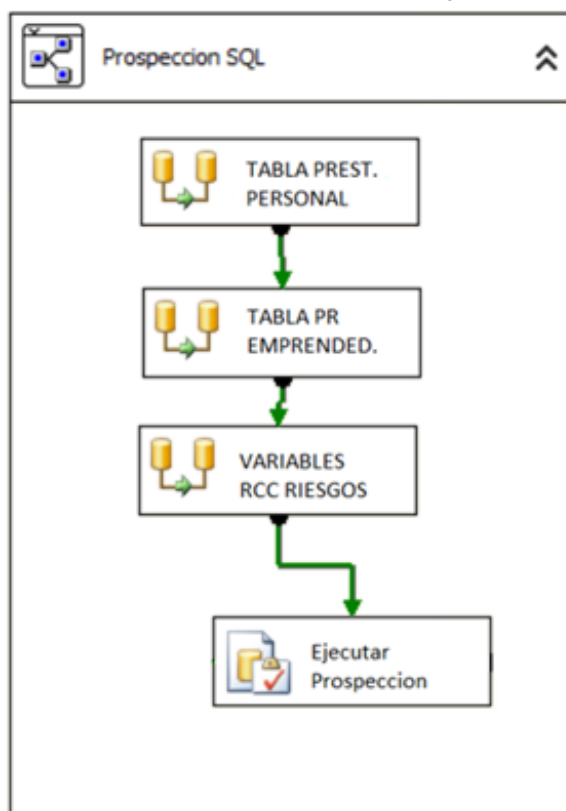 Prospeccion SQL
TABLA PREST.
PERSONAL
TABLA PR
EMPRENDED.
VARIABLES
RCC RIESGOS
Ejecutar
Prospeccion